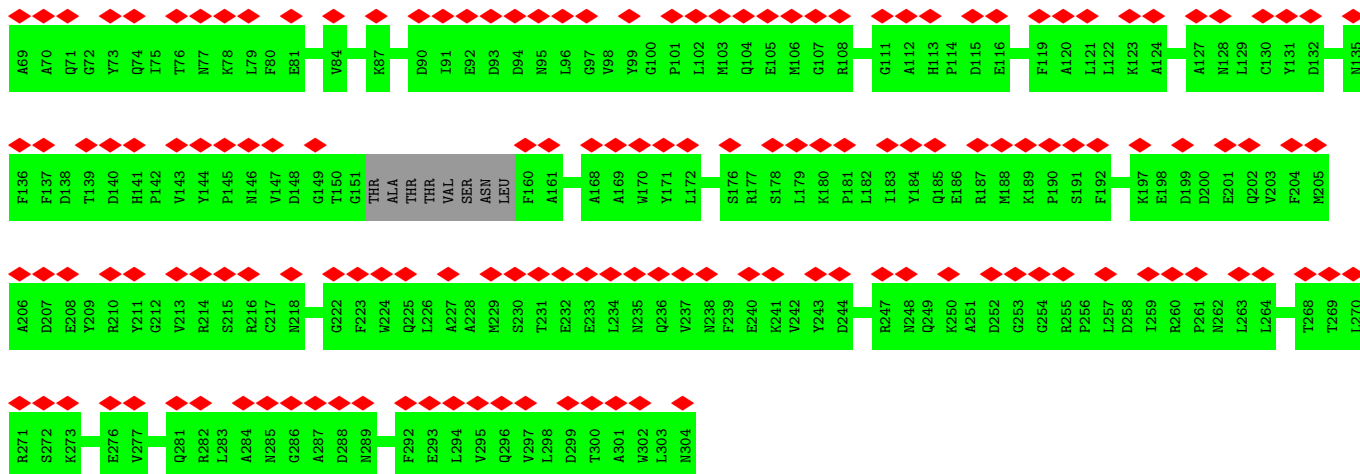 A69 A70 Q71 G72 Y73 Q74 I75 T76 N77 K78 L79 F80 E81 V84 K87 D90 I91 E92 D93 D94 N95 L96 G97 V98 Y99 G100 P101 L102 M103 Q104 E105 M106 G107 R108 G111 A112 H113 P114 D115 E116 F119 A120 L121 L122 K123 A124 A127 N128 L129 C130 Y131 D132 N135
F136 F137 D138 T139 D140 H141 P142 V143 Y144 P145 N146 V147 D148 G149 T150 G151 THR ALA THR THR VAL SER ASN LEU F160 A161 A168 A169 W170 Y171 L172 S176 R177 S178 L179 K180 P181 L182 I183 Y184 Q185 E186 R187 M188 K189 P190 S191 F192 K197 E198 D199 D200 E201 Q202 V203 F204 M205
A206 D207 E208 Y209 R210 Y211 G212 V213 R214 S215 R216 C217 N218 G222 F223 W224 Q225 L226 A227 A228 M229 S230 T231 E232 E233 L234 N235 Q236 V237 N238 F239 E240 K241 V242 Y243 D244 R247 N248 Q249 K250 A251 D252 G253 G254 R255 P256 L257 D258 I259 R260 P261 N262 L263 L264 T268 T269 L270
R271 S272 K273 E276 V277 Q281 R282 L283 A284 N285 G286 A287 D288 N289 F292 E293 L294 V295 Q296 V297 L298 D299 T300 A301 W302 L303 N304